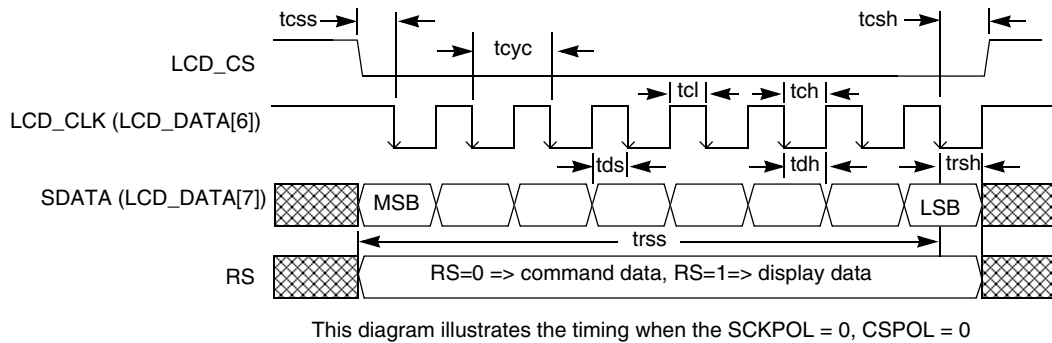 tcss
tcsh
tcyc
LCD_CS
tcl
tch
LCD_CLK (LCD_DATA[6])
tds
tdh
trsh
SDATA (LCD_DATA[7])
MSB
LSB
trss
RS
RS=0 => command data, RS=1=> display data
This diagram illustrates the timing when the SCKPOL = 0, CSPOL = 0